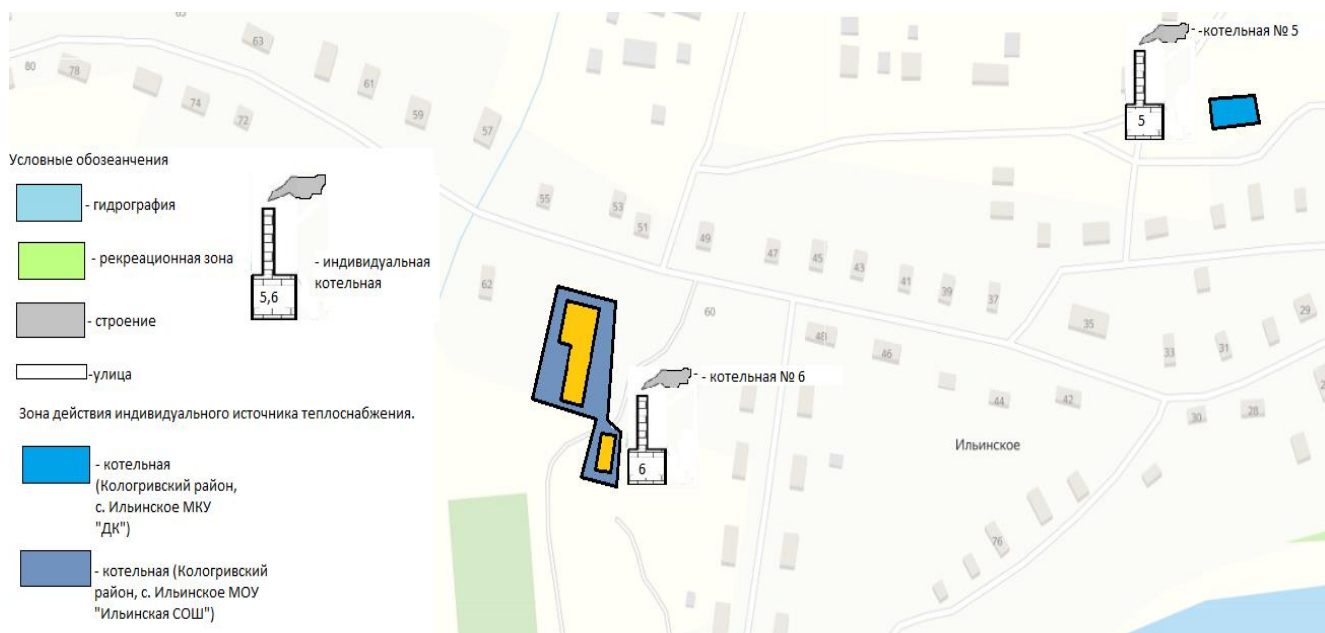 63
80
78
74
72
61
59
57
- -котельная № 5
5
Условные обозеанчения
- гидрография
- рекреационная зона
- строение
-улица
5,6
- индивидуальная
котельная
Зона действия индивидуального источника теплоснабжения.
- котельная
(Кологривский район,
с. Ильинское МКУ
"ДК")
- котельная (Кологривский
район, с. Ильинское МОУ
"Ильинская СОШ")
55
53
51
49
47
45
43
41
39
37
62
60
35
33
31
29
46
44
42
30
28
- - котельная № 6
6
Ильинское
76